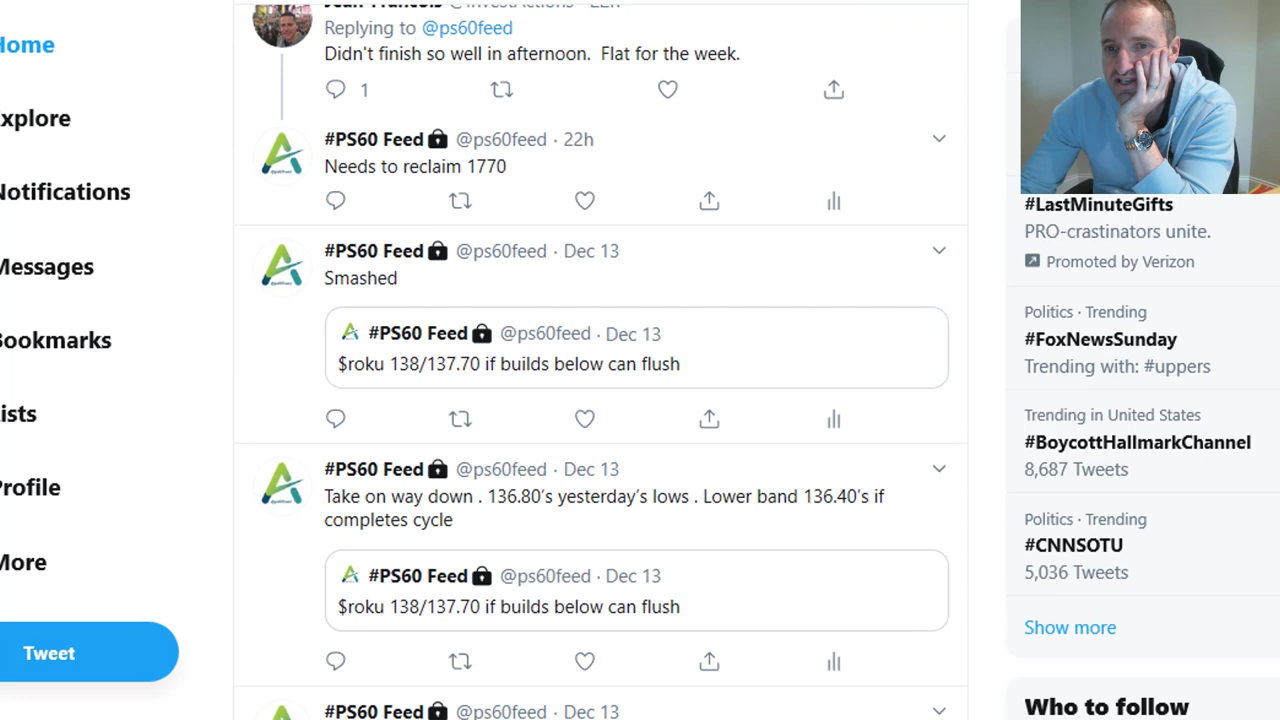 Home
Explore
Notifications
Messages
Bookmarks
Lists
Profile
More
Tweet
Replying to @ps60feed
Didn't finish so well in afternoon. Flat for the week.
1
#PS60 Feed @ps60feed · 22h
Needs to reclaim 1770
#PS60 Feed @ps60feed · Dec 13
Smashed
#PS60 Feed @ps60feed · Dec 13
$roku 138/137.70 if builds below can flush
#PS60 Feed @ps60feed · Dec 13
Take on way down . 136.80's yesterday's lows . Lower band 136.40's if
completes cycle
#PS60 Feed @ps60feed · Dec 13
$roku 138/137.70 if builds below can flush
#PS60 Feed @ps60feed · Dec 13
#LastMinuteGifts
PRO-crastinators unite.
Promoted by Verizon
Politics · Trending
#FoxNewsSunday
Trending with: #uppers
Trending in United States
#BoycottHallmarkChannel
8,687 Tweets
Politics · Trending
#CNNSOTU
5,036 Tweets
Show more
Who to follow